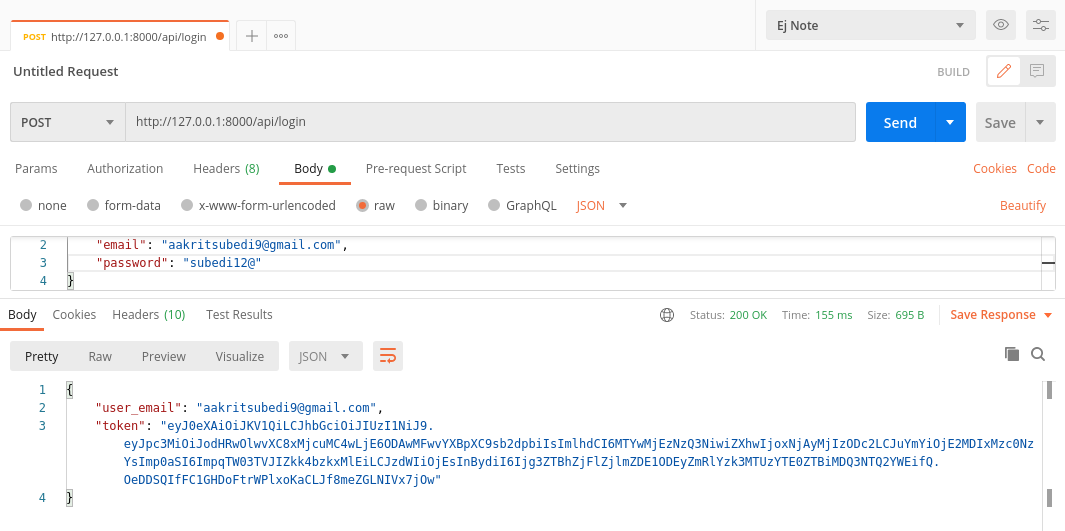 POST http://127.0.0.1:8000/api/login
Ej Note
Untitled Request
BUILD
POST http://127.0.0.1:8000/api/login Send Save
Params Authorization Headers (8) Body Pre-request Script Tests Settings Cookies Code
none form-data x-www-form-urlencoded raw binary GraphQL JSON Beautify
2 "email": "aakritsubedi9@gmail.com",
3 "password": "subedi12@"
4 }
Body Cookies Headers (10) Test Results Status: 200 OK Time: 155 ms Size: 695 B Save Response
Pretty Raw Preview Visualize JSON
1 {
2 "user_email": "aakritsubedi9@gmail.com",
3 "token": "eyJ0eXAiOiJKV1QiLCJhbGciOiJIUzI1NiJ9.
eyJpc3MiOiJodHRwOlwvXC8xMjcuMC4wLjE6ODAwMFwvYXBpXC9sb2dpbiIsImlhdCI6MTYwMjEzNzQ3NiwiZXhwIjoxNjAyMjIzODc2LCJuYmYiOjE2MDIxMzc0Nz
YsImp0aSI6ImpqTW03TVJIZkk4bzkxMlEiLCJzdWIiOjEsInBydiI6Ijg3ZTBhZjFlZjlmZDE1ODEyZmRlYzk3MTUzYTE0ZTBiMDQ3NTQ2YWEifQ.
OeDDSQIfFC1GHDoFtrWPlxoKaCLJf8meZGLNIVx7jOw"
4 }